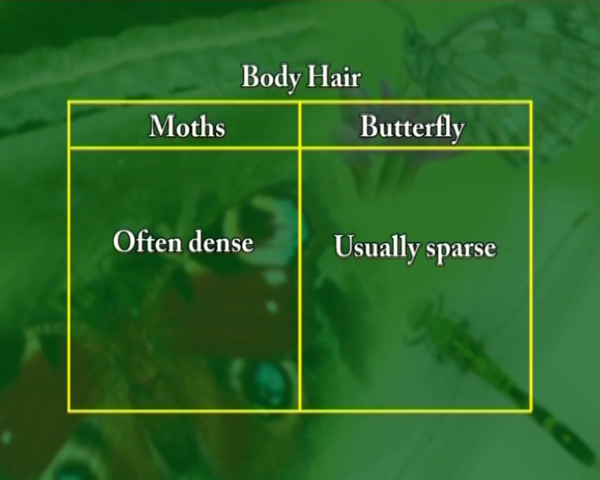 Body Hair
Moths
Butterfly
Often dense
Usually sparse